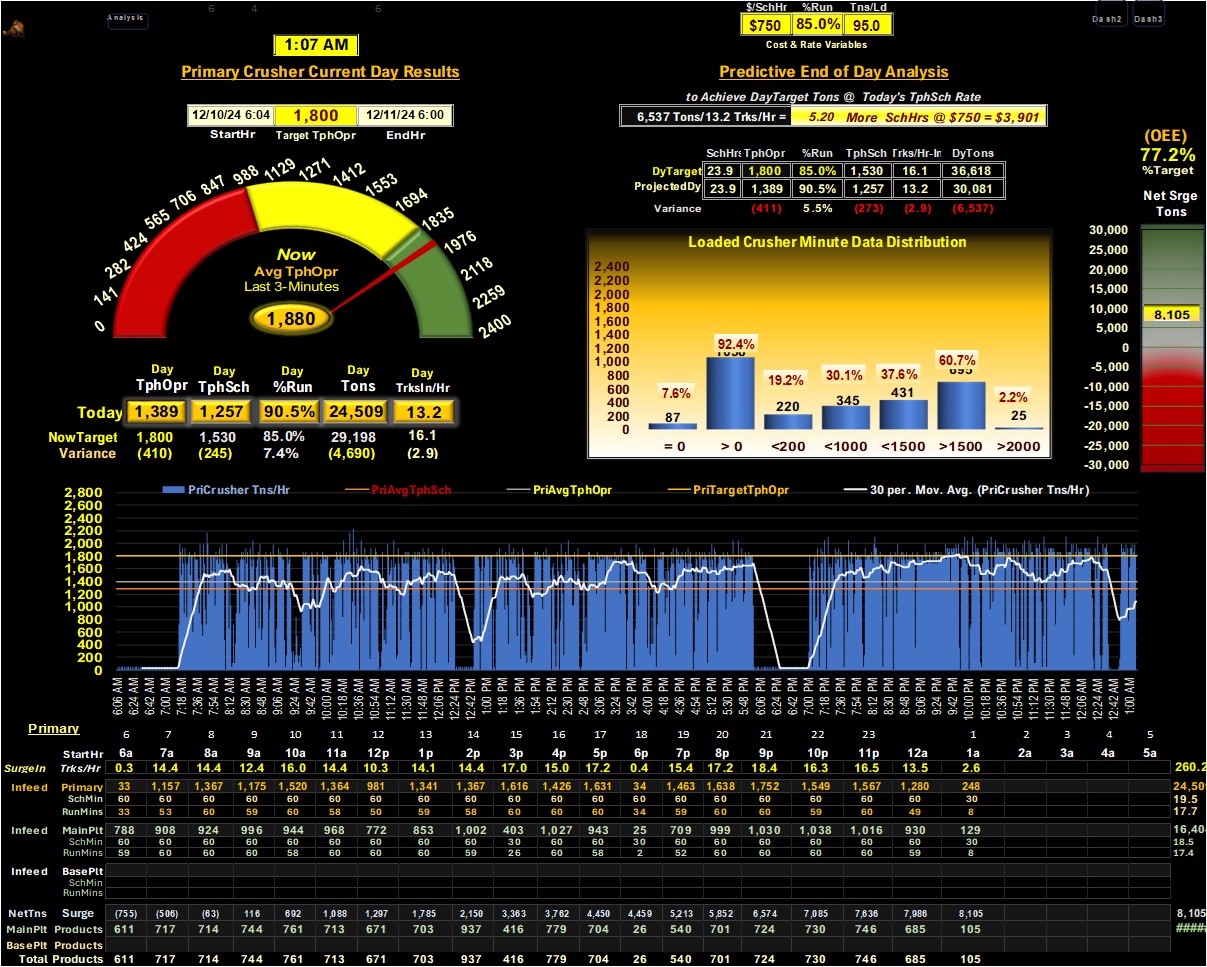 6 4 6
Analysis
$/SchHr %Run Tns/Ld
$750 85.0% 95.0
Cost & Rate Variables
Dash2 Dash3
1:07 AM
Primary Crusher Current Day Results
12/10/24 6:04 1,800 12/11/24 6:00
StartHr Target TphOpr EndHr
0 141 282 424 565 706 847 988 1129 1271 1412 1553 1694 1835 1976 2118 2259 2400
Now
Avg TphOpr
Last 3-Minutes
1,880
Day Day Day Day Day
TphOpr TphSch %Run Tons TrksIn/Hr
Today 1,389 1,257 90.5% 24,509 13.2
NowTarget 1,800 1,530 85.0% 29,198 16.1
Variance (410) (245) 7.4% (4,690) (2.9)
Predictive End of Day Analysis
to Achieve DayTarget Tons @ Today's TphSch Rate
6,537 Tons/13.2 Trks/Hr = 5.20 More SchHrs @ $750 = $3,901
SchHrs TphOpr %Run TphSch Trks/Hr-In DyTons
DyTarget 23.9 1,800 85.0% 1,530 16.1 36,618
ProjectedDy 23.9 1,389 90.5% 1,257 13.2 30,081
Variance (411) 5.5% (273) (2.9) (6,537)
(OEE)
77.2%
%Target
Net Srge
Tons
30,000
25,000
20,000
15,000
10,000
8,105
5,000
0
-5,000
-10,000
-15,000
-20,000
-25,000
-30,000
Loaded Crusher Minute Data Distribution
2,400
2,200
2,000
1,800
1,600
1,400
1,200
1,000
800
600
400
200
0
7.6% 92.4% 19.2% 30.1% 37.6% 60.7% 2.2%
87 220 345 431 695 25
= 0 > 0 <200 <1000 <1500 >1500 >2000
PriCrusher Tns/Hr PriAvgTphSch PriAvgTphOpr PriTargetTphOpr 30 per. Mov. Avg. (PriCrusher Tns/Hr)
2,800
2,600
2,400
2,200
2,000
1,800
1,600
1,400
1,200
1,000
800
600
400
200
0
6:06 AM 6:24 AM 6:42 AM 7:00 AM 7:18 AM 7:36 AM 7:54 AM 8:12 AM 8:30 AM 8:48 AM 9:06 AM 9:24 AM 9:42 AM 10:00 AM 10:18 AM 10:36 AM 10:54 AM 11:12 AM 11:30 AM 11:48 AM 12:06 PM 12:24 PM 12:42 PM 1:00 PM 1:18 PM 1:36 PM 1:54 PM 2:12 PM 2:30 PM 2:48 PM 3:06 PM 3:24 PM 3:42 PM 4:00 PM 4:18 PM 4:36 PM 4:54 PM 5:12 PM 5:30 PM 5:48 PM 6:06 PM 6:24 PM 6:42 PM 7:00 PM 7:18 PM 7:36 PM 7:54 PM 8:12 PM 8:30 PM 8:48 PM 9:06 PM 9:24 PM 9:42 PM 10:00 PM 10:18 PM 10:36 PM 10:54 PM 11:12 PM 11:30 PM 11:48 PM 12:06 AM 12:24 AM 12:42 AM 1:00 AM
Primary 6 7 8 9 10 11 12 13 14 15 16 17 18 19 20 21 22 23 1 2 3 4 5
StartHr 6a 7a 8a 9a 10a 11a 12p 1p 2p 3p 4p 5p 6p 7p 8p 9p 10p 11p 12a 1a 2a 3a 4a 5a
SurgeIn Trks/Hr 0.3 14.4 14.4 12.4 16.0 14.4 10.3 14.1 14.4 17.0 15.0 17.2 0.4 15.4 17.2 18.4 16.3 16.5 13.5 2.6 260.2
Infeed Primary 33 1,157 1,367 1,175 1,520 1,364 981 1,341 1,367 1,616 1,426 1,631 34 1,463 1,638 1,752 1,549 1,567 1,280 248 24,50
SchMin 60 60 60 60 60 60 60 60 60 60 60 60 60 60 60 60 60 60 60 30 19.5
RunMins 33 53 60 59 60 58 50 59 58 60 60 60 34 59 60 60 60 60 49 8 17.7
Infeed MainPlt 788 908 924 996 944 968 772 853 1,002 403 1,027 943 25 709 999 1,030 1,038 1,016 930 129 16,40
SchMin 60 60 60 60 60 60 60 60 60 30 60 60 30 60 60 60 60 60 60 30 18.5
RunMins 59 60 60 60 58 60 60 60 59 26 60 58 2 52 60 60 60 60 59 8 17.4
Infeed BasePlt
SchMin
RunMins
NetTns Surge (755) (506) (63) 116 692 1,088 1,297 1,785 2,150 3,363 3,762 4,450 4,459 5,213 5,852 6,574 7,085 7,636 7,986 8,105 8,105
MainPlt Products 611 717 714 744 761 713 671 703 937 416 779 704 26 540 701 724 730 746 685 105 ####
BasePlt Products
Total Products 611 717 714 744 761 713 671 703 937 416 779 704 26 540 701 724 730 746 685 105